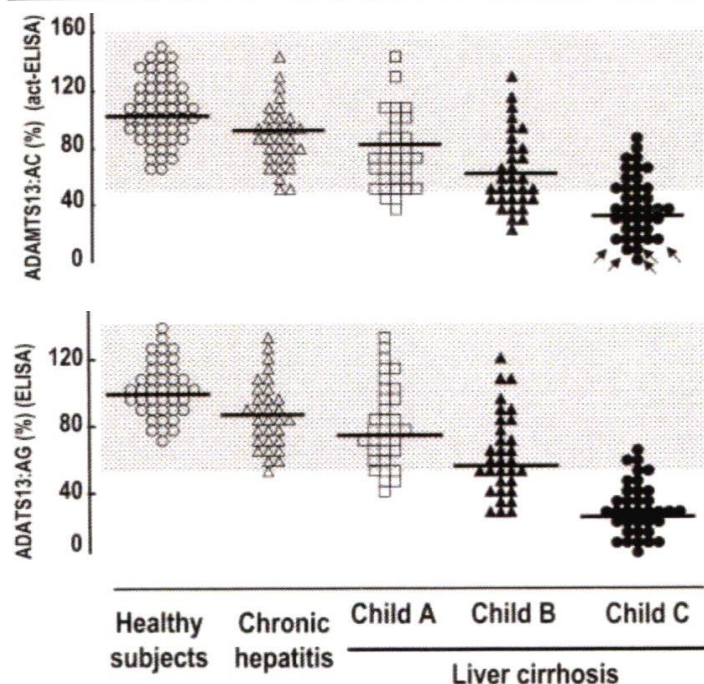 ADAMTS13:AC (%) (act-ELISA)
160
120
80
40
0
ADATS13:AG (%) (ELISA)
120
80
40
0
Healthy subjects
Chronic hepatitis
Child A
Child B
Child C
Liver cirrhosis